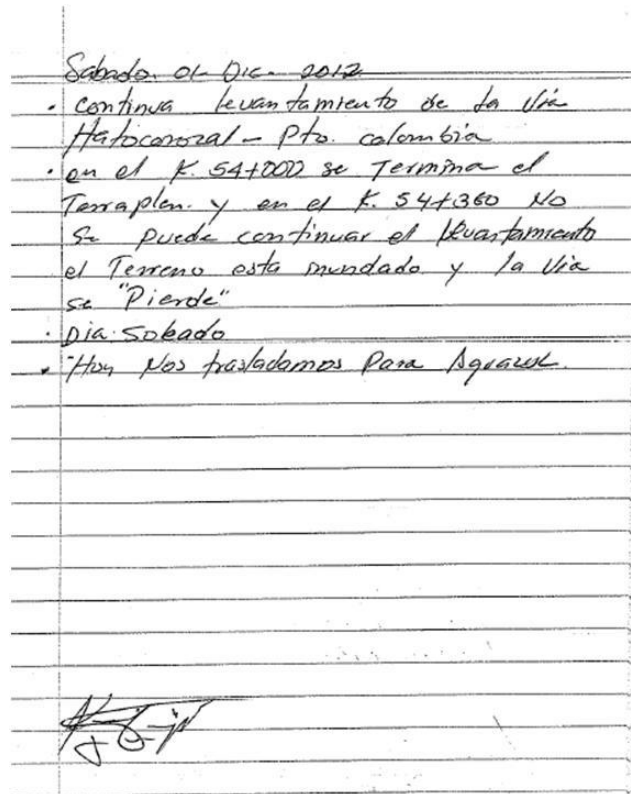 Sabado. 01 Dic. 2012
· continua levantamiento de la Via
Hatocorozal - Pto. colombia
· en el K. 54+000 se Termina el
Terraplen. y en el K. 54+360 No
Se puede continuar el levantamiento
el Terreno esta inundado y la Via
se "Pierde"
· Dia: Soleado
· Hoy Nos trasladamos Para Aguazul.